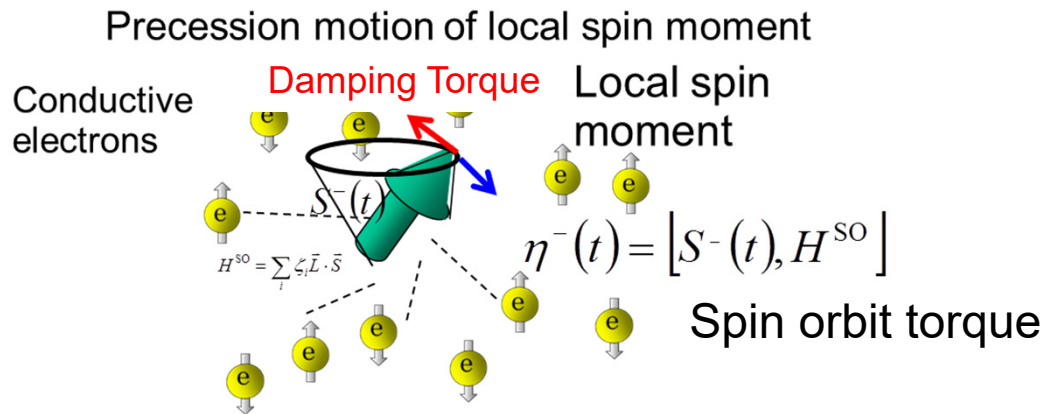 Precession motion of local spin moment
Damping Torque
Local spin
moment
Conductive
electrons
e
e
e
e
e
S⁻(t)
η⁻(t) = [S⁻(t), H^SO]
H^SO = ∑_i ζ_i L⃗ · S⃗
e
Spin orbit torque
e
e
e
e
e